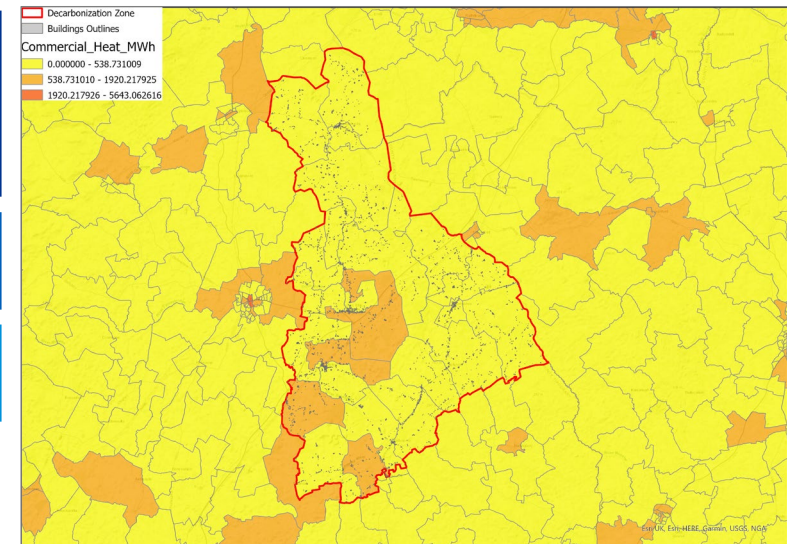 Decarbonization Zone
Buildings Outlines
Commercial_Heat_MWh
0.000000 - 538.731009
538.731010 - 1920.217925
1920.217926 - 5643.062616
Esri UK, Esri, HERE, Garmin, USGS, NGA